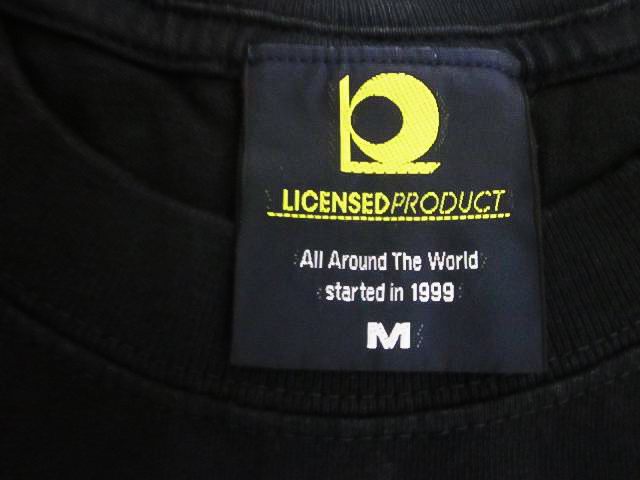 LICENSEDPRODUCT
All Around The World
started in 1999
M